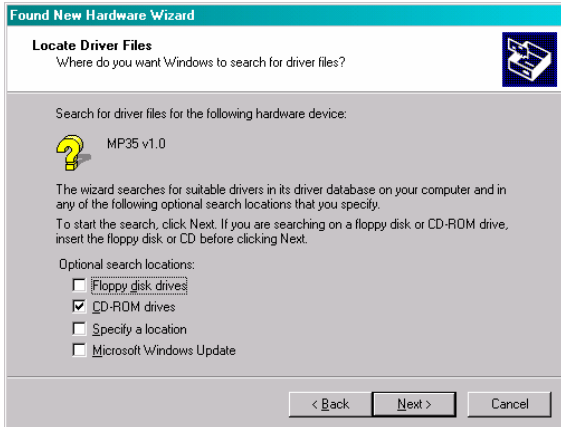 Found New Hardware Wizard
Locate Driver Files
Where do you want Windows to search for driver files?
Search for driver files for the following hardware device:
MP35 v1.0
The wizard searches for suitable drivers in its driver database on your computer and in
any of the following optional search locations that you specify.
To start the search, click Next. If you are searching on a floppy disk or CD-ROM drive,
insert the floppy disk or CD before clicking Next.
Optional search locations:
Floppy disk drives
CD-ROM drives
Specify a location
Microsoft Windows Update
< Back Next > Cancel